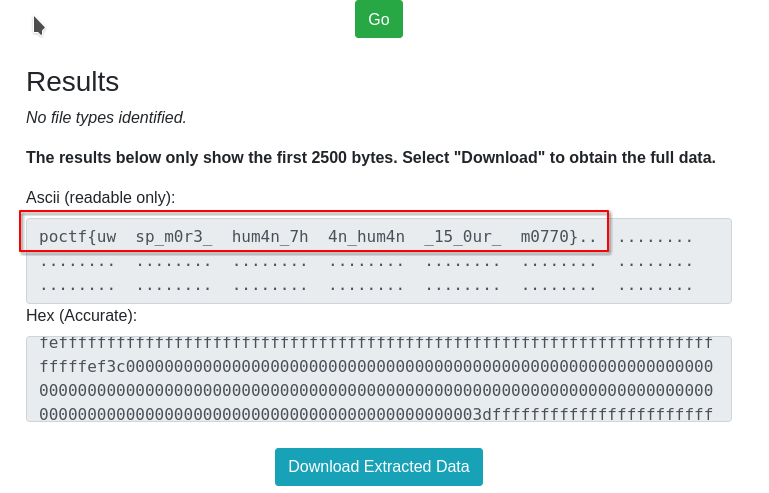 Go
Results
No file types identified.
The results below only show the first 2500 bytes. Select "Download" to obtain the full data.
Ascii (readable only):
poctf{uw  sp_m0r3_  hum4n_7h  4n_hum4n  _15_0ur_  m0770}..  ........
........  ........  ........  ........  ........  ........  ........
........  ........  ........  ........  ........  ........  ........
Hex (Accurate):
feffffffffffffffffffffffffffffffffffffffffffffffffffffffffffffffffffff
fffffef3c0000000000000000000000000000000000000000000000000000000000000
0000000000000000000000000000000000000000000000000000000000000000000000
0000000000000000000000000000000000000000000003dfffffffffffffffffffffff
Download Extracted Data